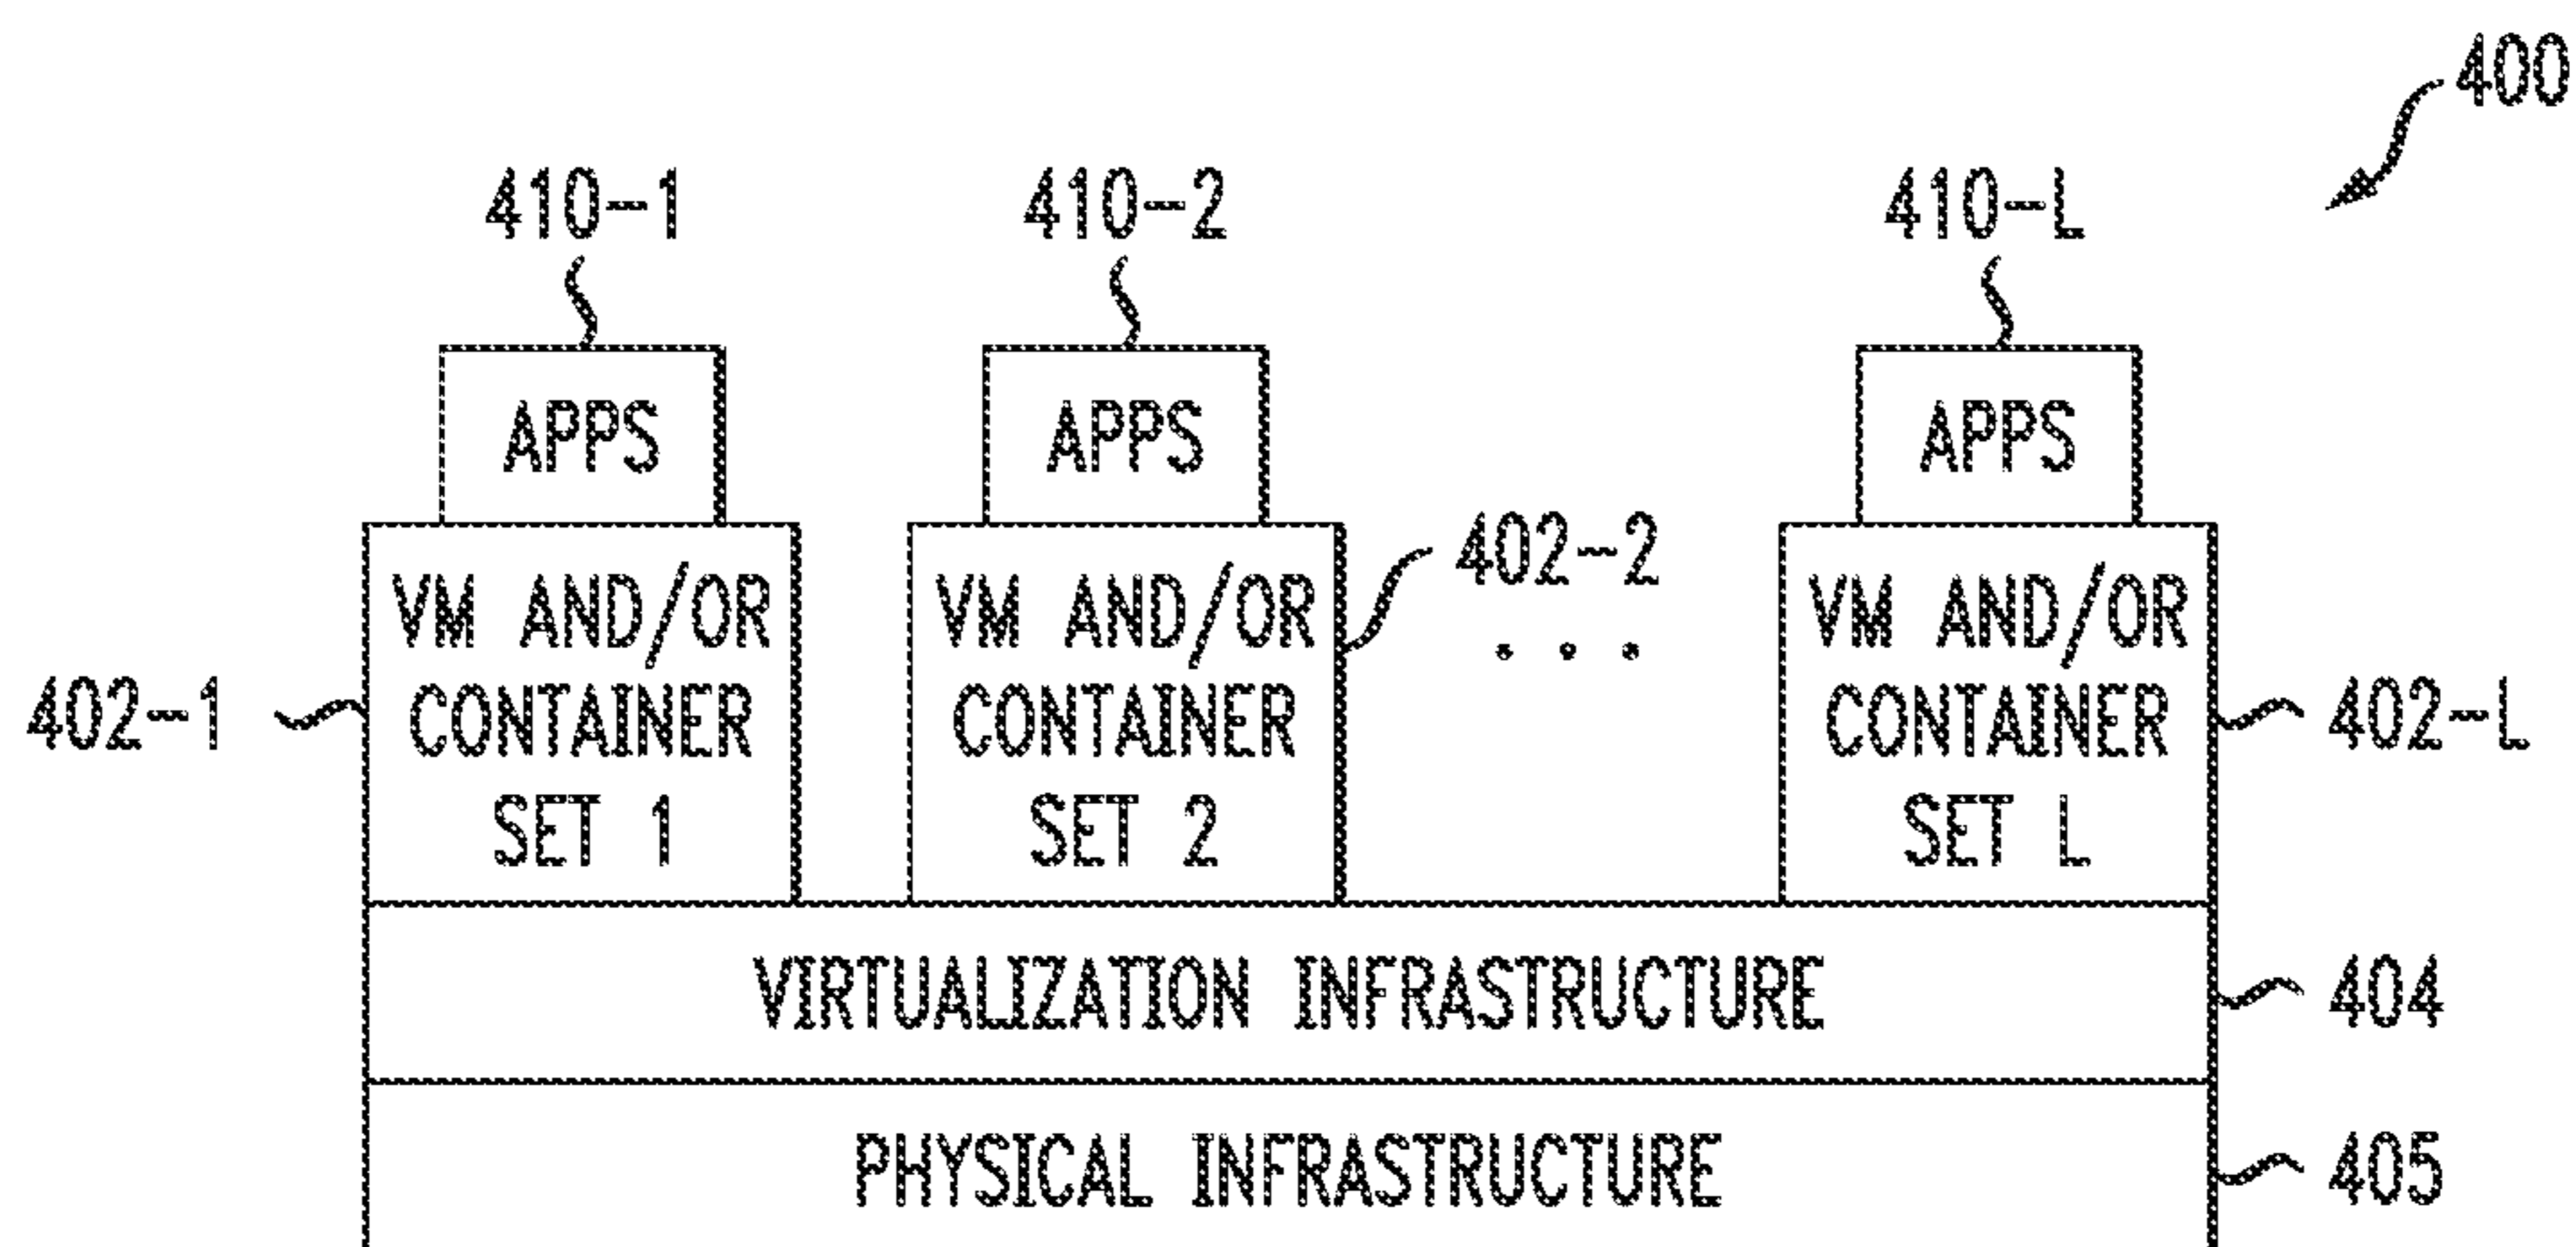 400
410-1 410-2 410-L
APPS APPS APPS
402-2
VM AND/OR VM AND/OR VM AND/OR
. . .
402-1 CONTAINER CONTAINER CONTAINER 402-L
SET 1 SET 2 SET L
VIRTUALIZATION INFRASTRUCTURE 404
PHYSICAL INFRASTRUCTURE 405